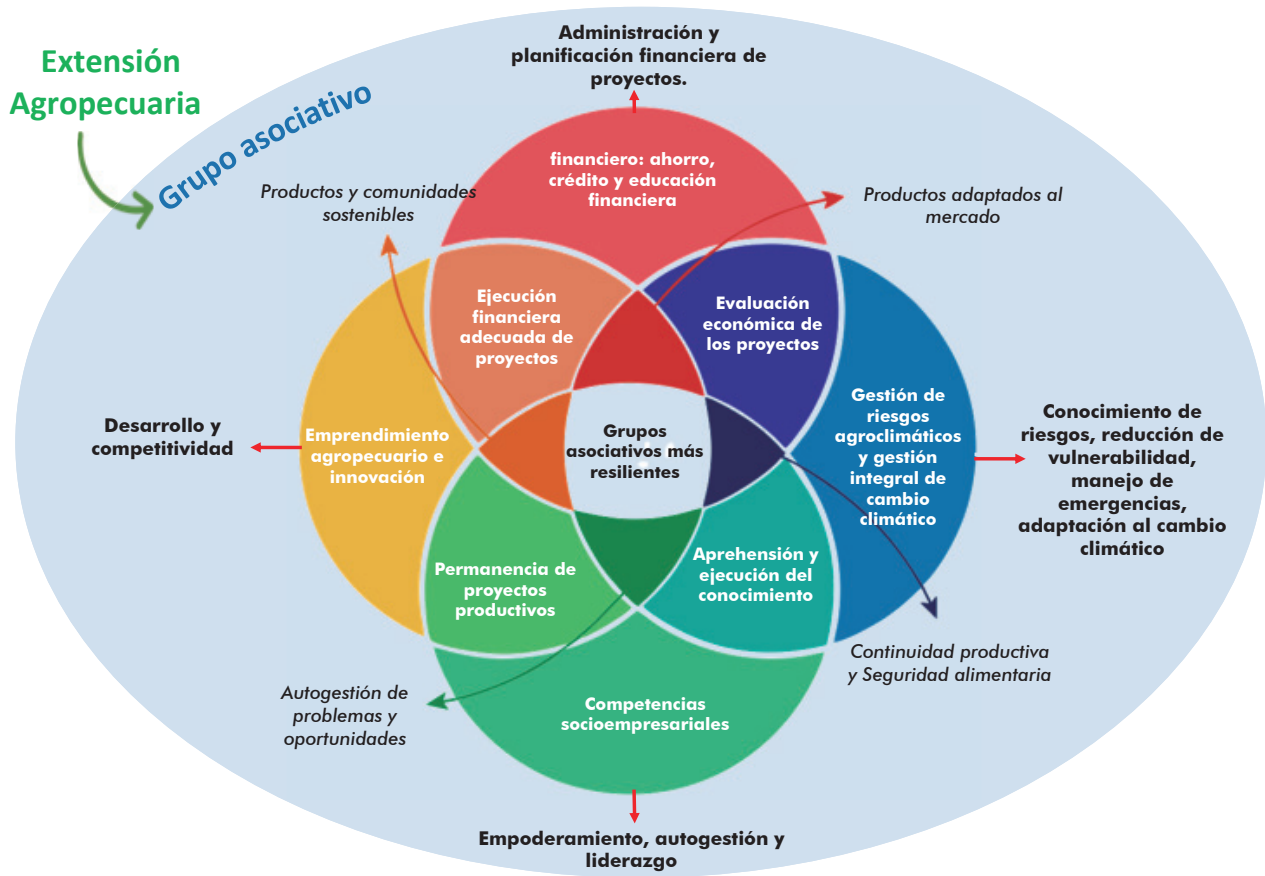 Extensión
Agropecuaria
Grupo asociativo
Administración y
planificación financiera de
proyectos.
financiero: ahorro,
crédito y educación
financiera
Productos y comunidades
sostenibles
Productos adaptados al
mercado
Ejecución
financiera
adecuada de
proyectos
Evaluación
económica de
los proyectos
Desarrollo y
competitividad
Emprendimiento
agropecuario e
innovación
Grupos
asociativos más
resilientes
Gestión de
riesgos
agroclimáticos
y gestión
integral de
cambio
climático
Conocimiento de
riesgos, reducción de
vulnerabilidad,
manejo de
emergencias,
adaptación al cambio
climático
Permanencia de
proyectos
productivos
Aprehensión y
ejecución del
conocimiento
Autogestión de
problemas y
oportunidades
Continuidad productiva
y Seguridad alimentaria
Competencias
socioempresariales
Empoderamiento, autogestión y
liderazgo